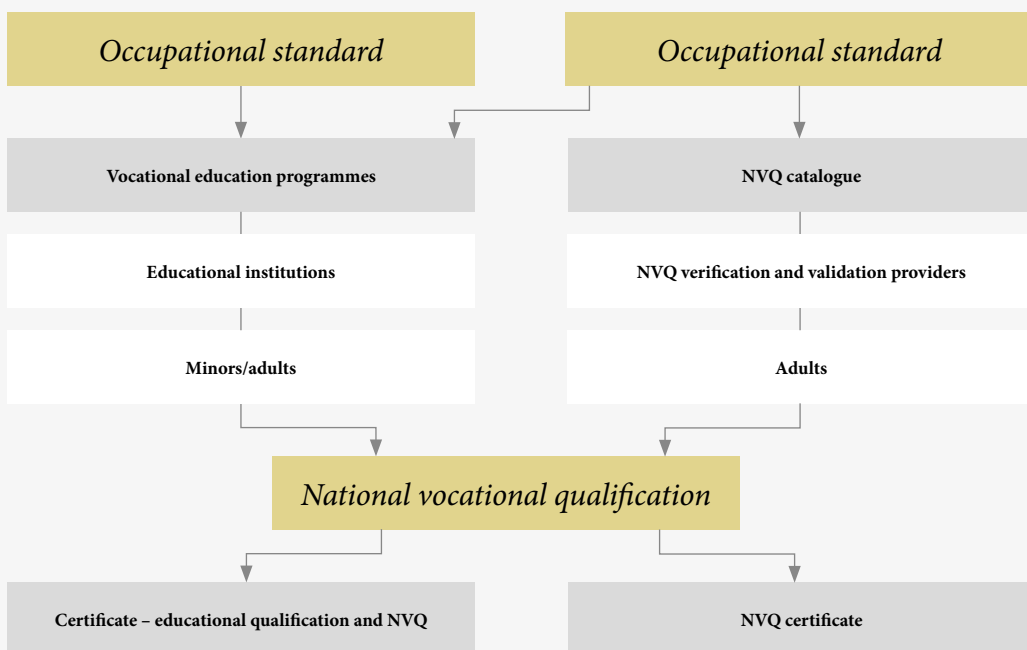 Occupational standard
Occupational standard
Vocational education programmes
NVQ catalogue
Educational institutions
NVQ verification and validation providers
Minors/adults
Adults
National vocational qualification
Certificate – educational qualification and NVQ
NVQ certificate